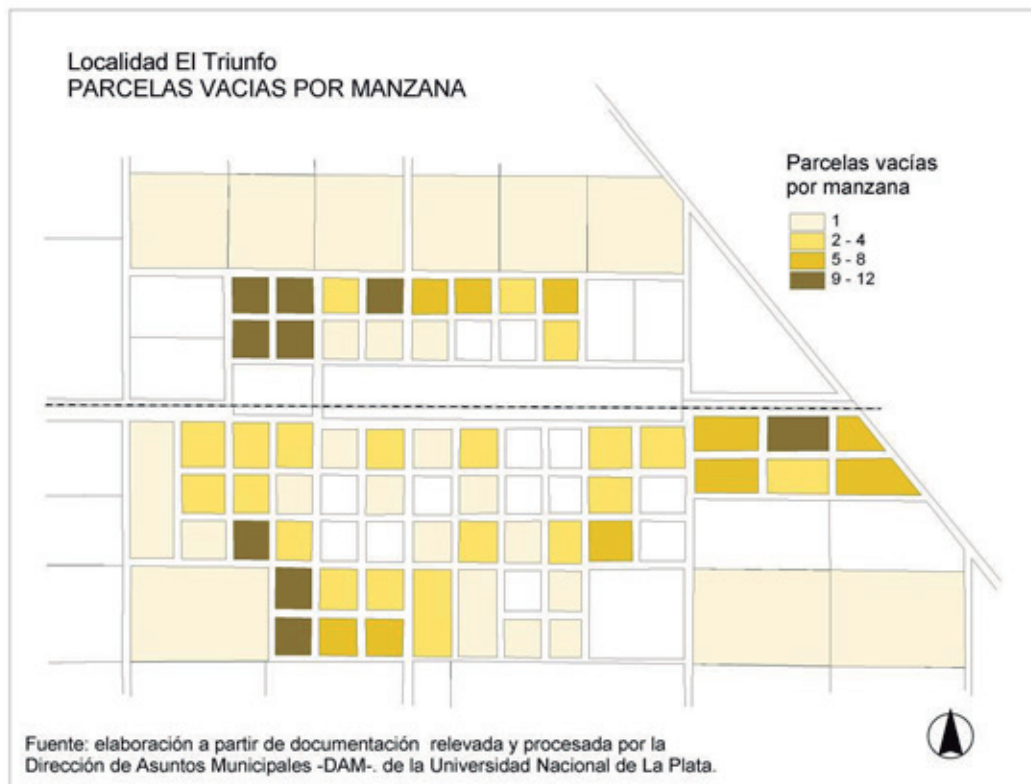 Localidad El Triunfo
PARCELAS VACIAS POR MANZANA
Parcelas vacías
por manzana
1
2 - 4
5 - 8
9 - 12
Fuente: elaboración a partir de documentación relevada y procesada por la
Dirección de Asuntos Municipales -DAM-. de la Universidad Nacional de La Plata.